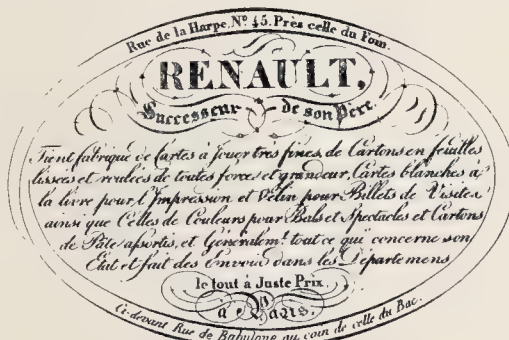 Rue de la Harpe, Nº 45. Près celle du Foin.
RENAULT,
Successeur de son Père.
Tient fabrique de Cartes à jouer très fines, de Cartons en feuilles
lissées et roulées de toutes force, et grandeur, Cartes blanches à
la livre pour l'Impression et Vélin pour Billets de Visites
ainsi que Celles de Couleurs pour Bals et Spectacles et Cartons
de Pâte assortis, et Généralemt. tout ce qui concerne son
Etat et fait des Envois dans les Départemens,
le tout à Juste Prix.
à Paris.
Ci-devant Rue de Babylone au coin de celle du Bac.